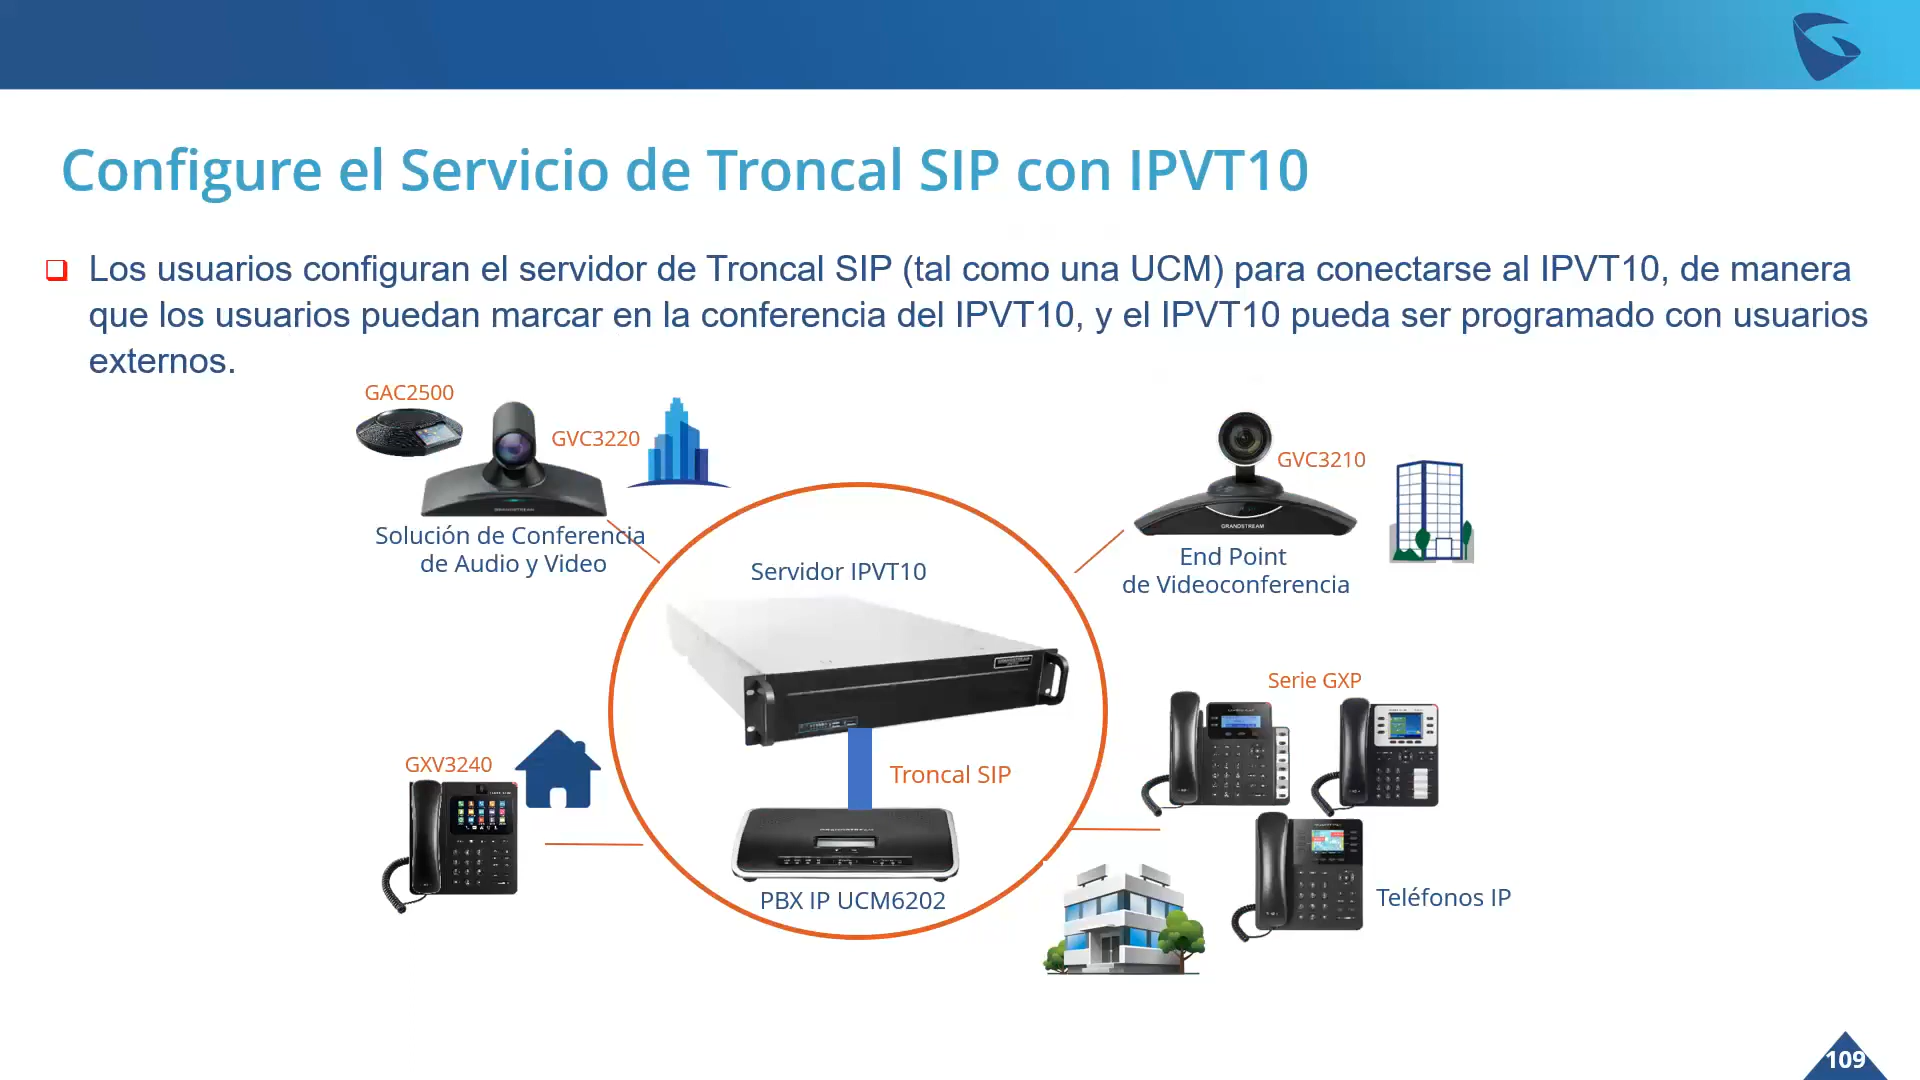 Configure el Servicio de Troncal SIP con IPVT10
❑ Los usuarios configuran el servidor de Troncal SIP (tal como una UCM) para conectarse al IPVT10, de manera
que los usuarios puedan marcar en la conferencia del IPVT10, y el IPVT10 pueda ser programado con usuarios
externos.
GAC2500
GVC3220
GVC3210
GRANDSTREAM
Solución de Conferencia
de Audio y Video
End Point
de Videoconferencia
Servidor IPVT10
Serie GXP
GXV3240
Troncal SIP
PBX IP UCM6202
Teléfonos IP
109